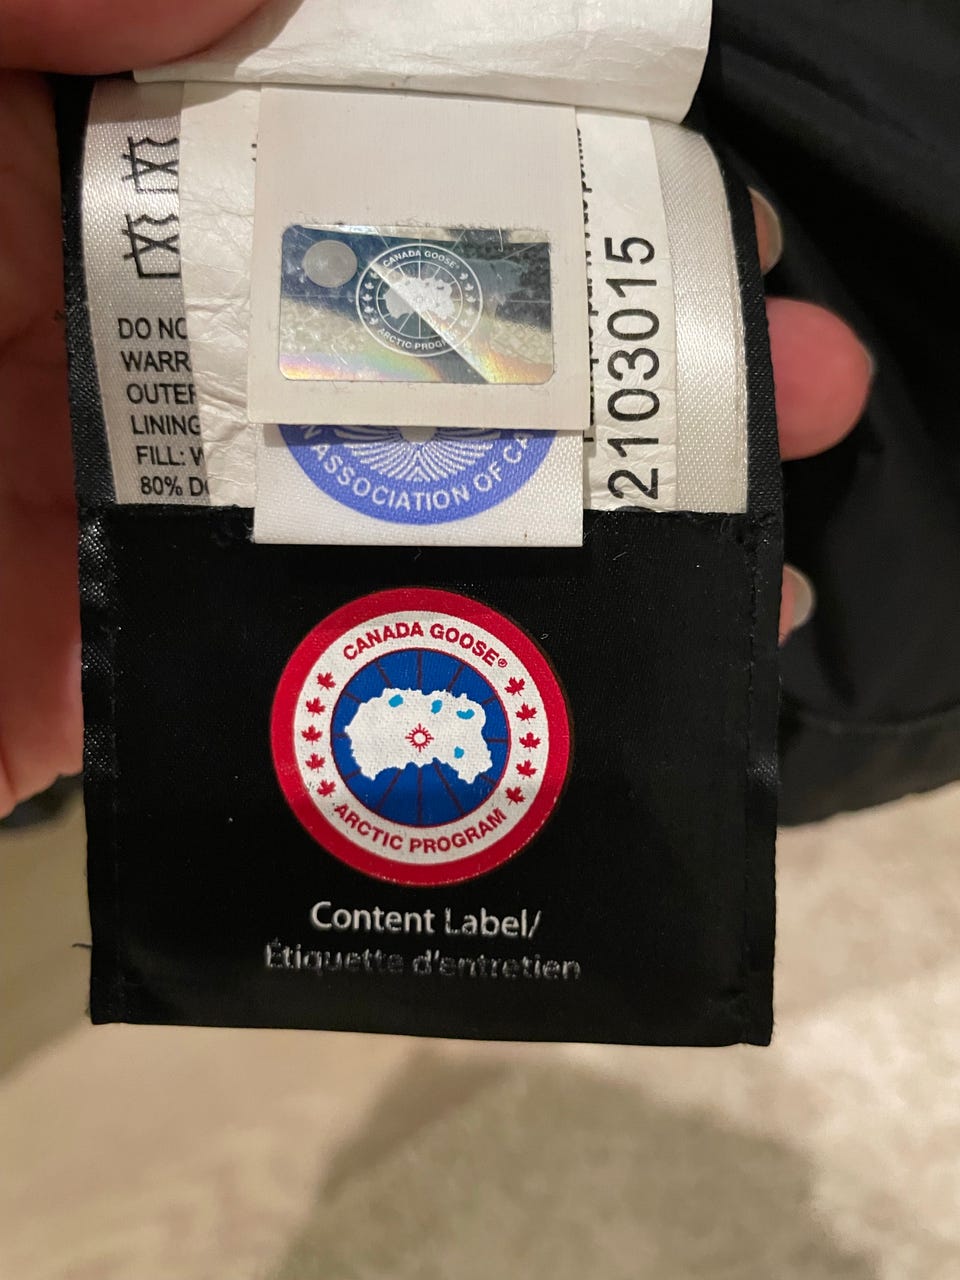 DO NO
WARR
OUTER
LINING
FILL: W
80% D
CANADA GOOSE®
ARCTIC PROGR
N ASSOCIATION OF CA
2103015
CANADA GOOSE®
ARCTIC PROGRAM
Content Label/
Étiquette d'entretien